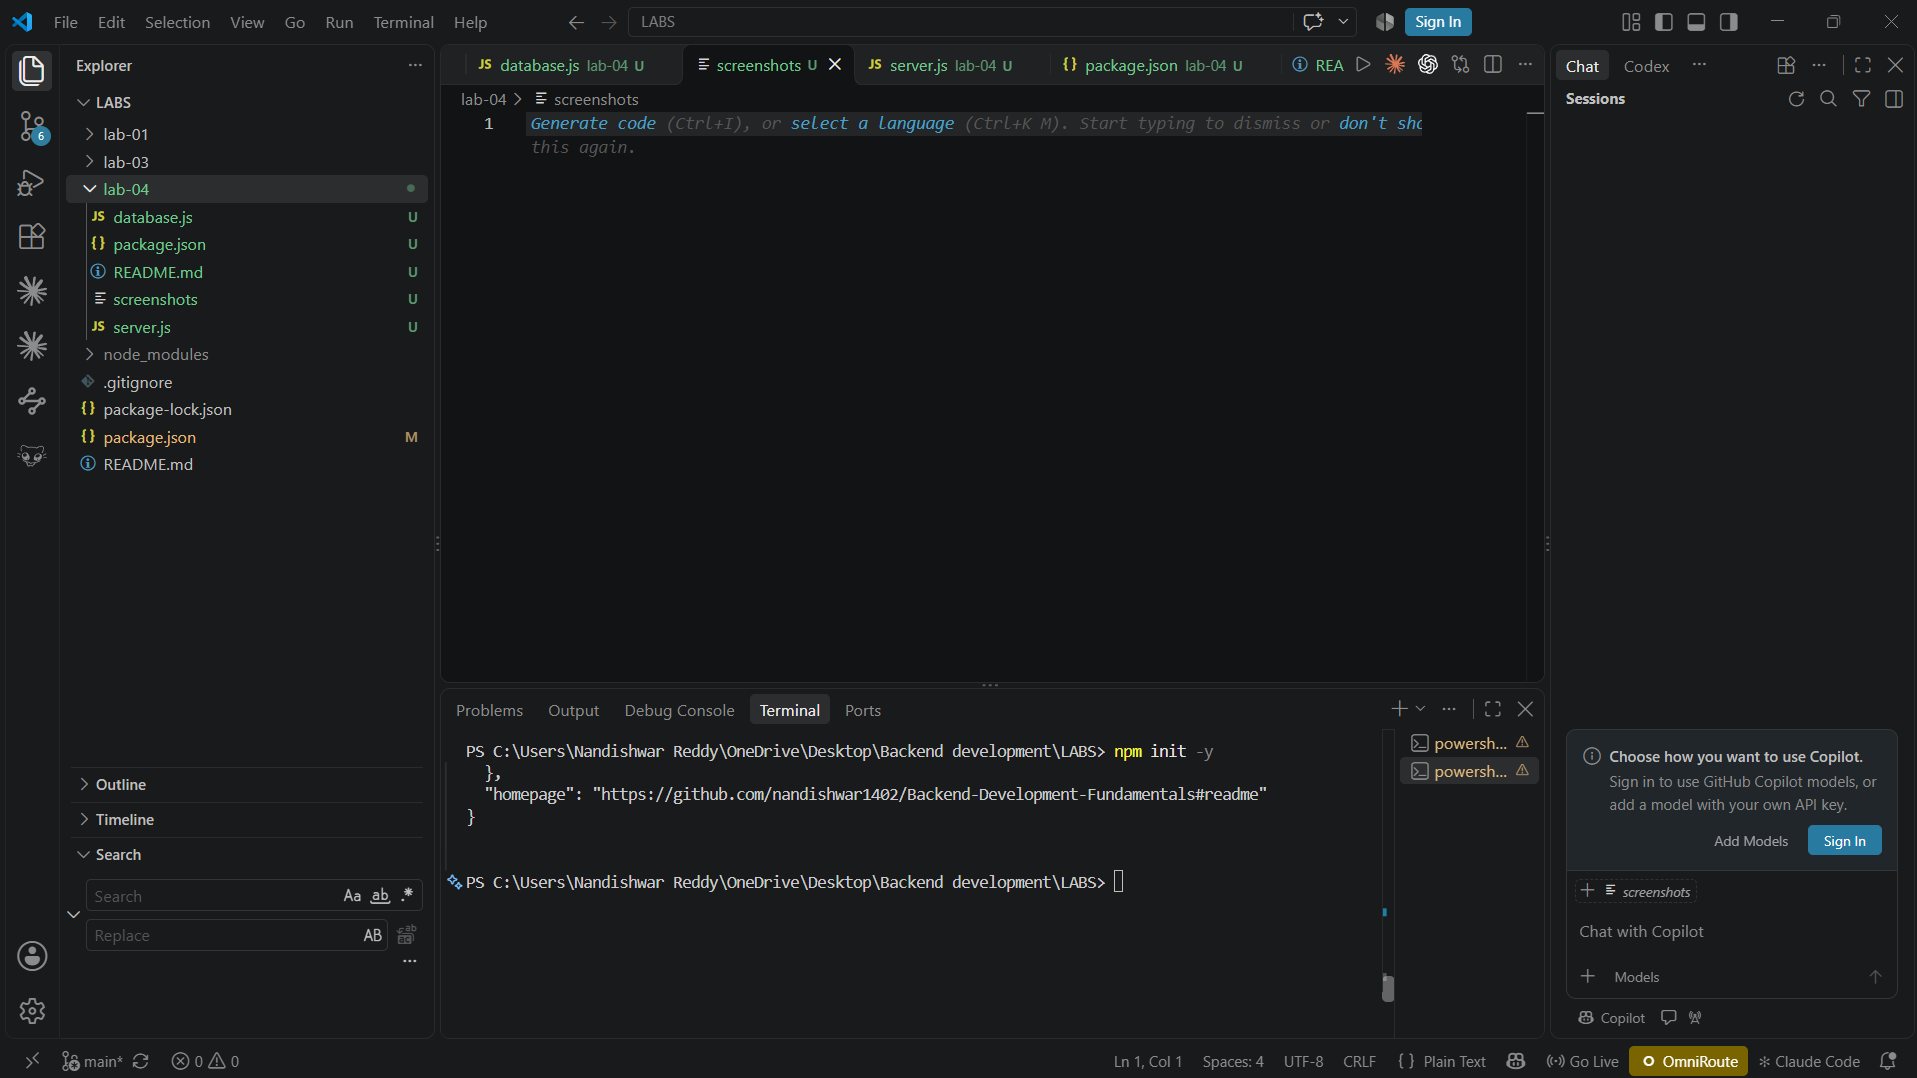 File Edit Selection View Go Run Terminal Help
LABS
Sign In
Explorer
LABS
lab-01
lab-03
lab-04
JS database.js U
{} package.json U
README.md U
screenshots U
JS server.js U
node_modules
.gitignore
{} package-lock.json
{} package.json M
README.md
6
Outline
Timeline
Search
Search Aa ab .*
Replace AB
JS database.js lab-04 U
screenshots U
JS server.js lab-04 U
{} package.json lab-04 U
REA
lab-04 > screenshots
1 Generate code (Ctrl+I), or select a language (Ctrl+K M). Start typing to dismiss or don't sho
this again.
Problems Output Debug Console Terminal Ports
PS C:\Users\Nandishwar Reddy\OneDrive\Desktop\Backend development\LABS> npm init -y
},
"homepage": "https://github.com/nandishwar1402/Backend-Development-Fundamentals#readme"
}
PS C:\Users\Nandishwar Reddy\OneDrive\Desktop\Backend development\LABS>
powersh...
powersh...
Chat Codex
Sessions
Choose how you want to use Copilot.
Sign in to use GitHub Copilot models, or
add a model with your own API key.
Add Models Sign In
screenshots
Chat with Copilot
Models
Copilot
main* 0 0
Ln 1, Col 1 Spaces: 4 UTF-8 CRLF {} Plain Text Go Live OmniRoute Claude Code